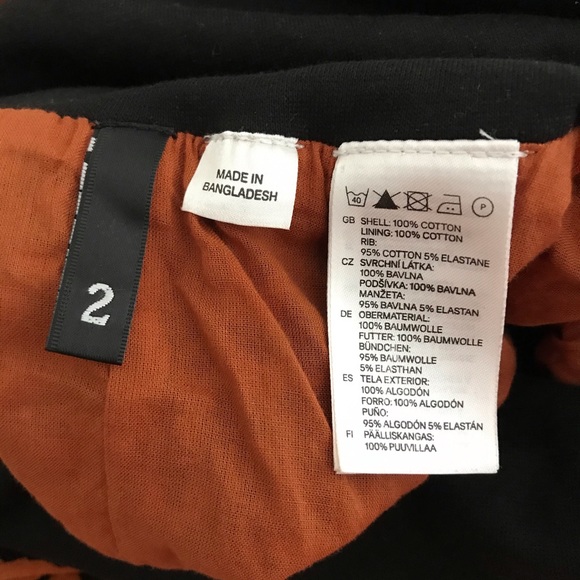 2
MADE IN
BANGLADESH
40
P
GB SHELL: 100% COTTON
LINING: 100% COTTON
RIB:
95% COTTON 5% ELASTANE
CZ SVRCHNÍ LÁTKA:
100% BAVLNA
PODŠÍVKA: 100% BAVLNA
MANŽETA:
95% BAVLNA 5% ELASTAN
DE OBERMATERIAL:
100% BAUMWOLLE
FUTTER: 100% BAUMWOLLE
BÜNDCHEN:
95% BAUMWOLLE
5% ELASTHAN
ES TELA EXTERIOR:
100% ALGODÓN
FORRO: 100% ALGODÓN
PUÑO:
95% ALGODÓN 5% ELASTÁN
FI PÄÄLLISKANGAS:
100% PUUVILLAA